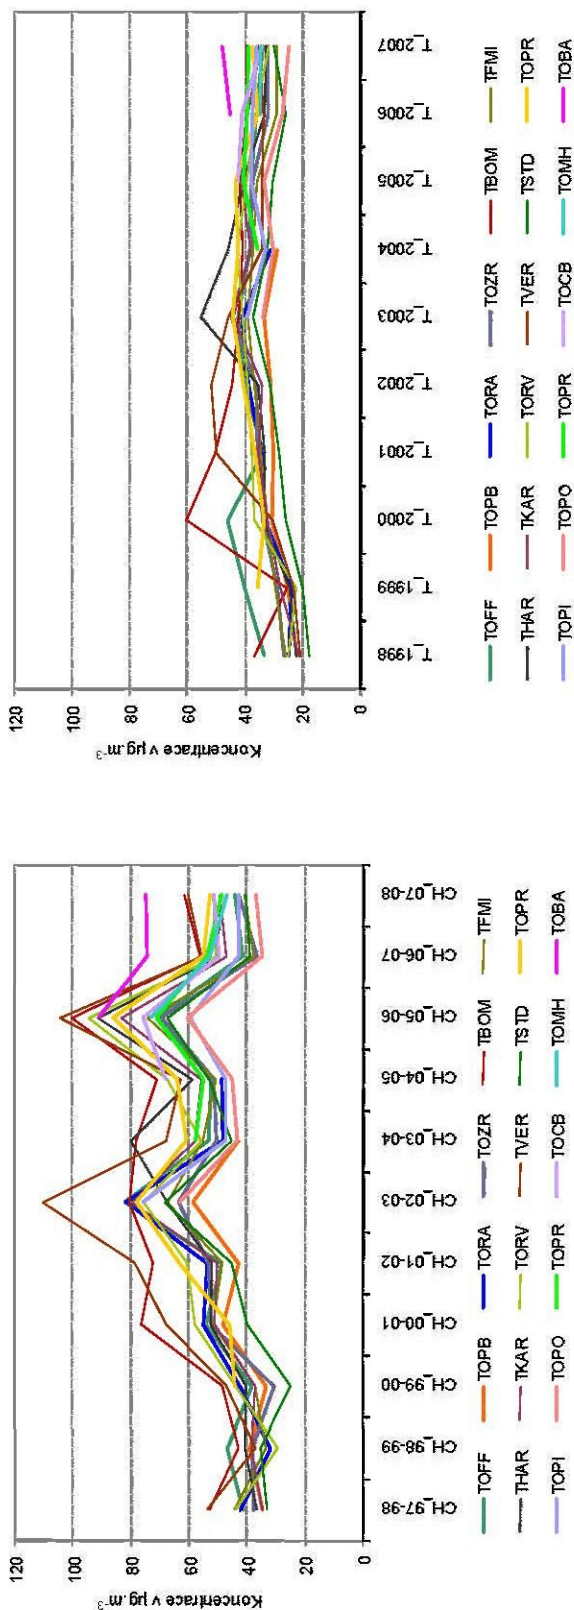 Koncentrace v µg.m⁻³
120
100
80
60
40
20
0
CH_97-98
CH_98-99
CH_99-00
CH_00-01
CH_01-02
CH_02-03
CH_03-04
CH_04-05
CH_05-06
CH_06-07
CH_07-08
TOFF TOPB TORA TOZR TBOM TFMI
THAR TKAR TORV TVER TSTD TOPR
TOPI TOPO TOPR TOCB TOMH TOBA
Koncentrace v µg.m⁻³
120
100
80
60
40
20
0
T_1998
T_1999
T_2000
T_2001
T_2002
T_2003
T_2004
T_2005
T_2006
T_2007
TOFF TOPB TORA TOZR TBOM TFMI
THAR TKAR TORV TVER TSTD TOPR
TOPI TOPO TOPR TOCB TOMH TOBA